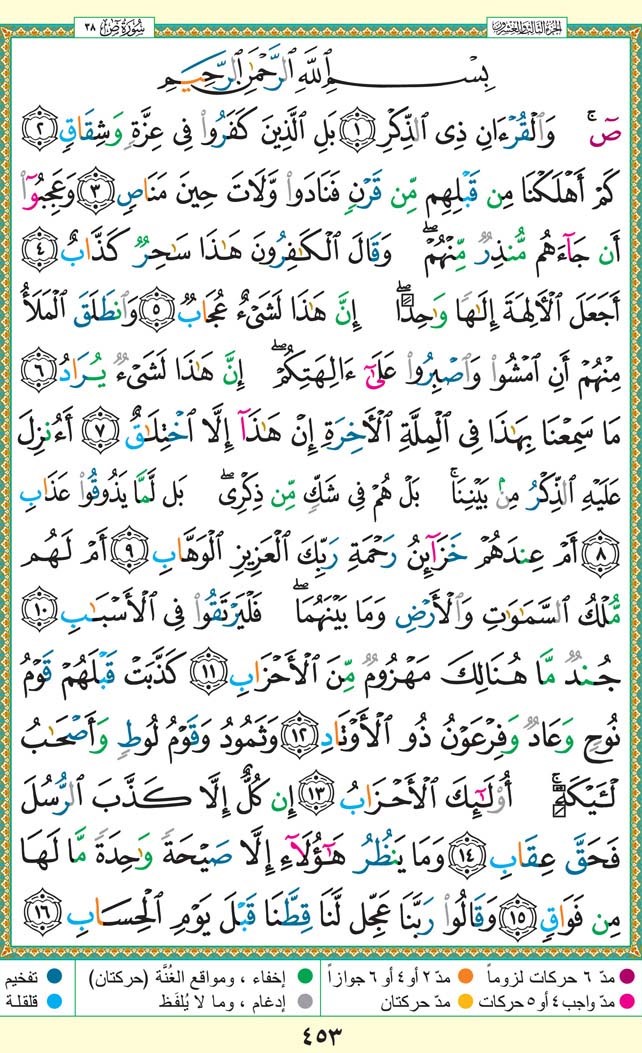 الجزء الثالث والعشرون سُورَةُ صٓ ٣٨
بِسْمِ ٱللَّهِ ٱلرَّحْمَٰنِ ٱلرَّحِيمِ
صٓۚ وَٱلْقُرْءَانِ ذِى ٱلذِّكْرِ ١ بَلِ ٱلَّذِينَ كَفَرُوا۟ فِى عِزَّةٍ وَشِقَاقٍ ٢
كَمْ أَهْلَكْنَا مِن قَبْلِهِم مِّن قَرْنٍ فَنَادَوا۟ وَّلَاتَ حِينَ مَنَاصٍ ٣ وَعَجِبُوٓا۟
أَن جَآءَهُم مُّنذِرٌ مِّنْهُمْۖ وَقَالَ ٱلْكَٰفِرُونَ هَٰذَا سَٰحِرٌ كَذَّابٌ ٤
أَجَعَلَ ٱلْءَالِهَةَ إِلَٰهًا وَٰحِدًاۖ إِنَّ هَٰذَا لَشَىْءٌ عُجَابٌ ٥ وَٱنطَلَقَ ٱلْمَلَأُ
مِنْهُمْ أَنِ ٱمْشُوا۟ وَٱصْبِرُوا۟ عَلَىٰٓ ءَالِهَتِكُمْۖ إِنَّ هَٰذَا لَشَىْءٌ يُرَادُ ٦
مَا سَمِعْنَا بِهَٰذَا فِى ٱلْمِلَّةِ ٱلْءَاخِرَةِ إِنْ هَٰذَآ إِلَّا ٱخْتِلَٰقٌ ٧ أَءُنزِلَ
عَلَيْهِ ٱلذِّكْرُ مِنۢ بَيْنِنَاۚ بَلْ هُمْ فِى شَكٍّ مِّن ذِكْرِىۖ بَل لَّمَّا يَذُوقُوا۟ عَذَابِ
٨ أَمْ عِندَهُمْ خَزَآئِنُ رَحْمَةِ رَبِّكَ ٱلْعَزِيزِ ٱلْوَهَّابِ ٩ أَمْ لَهُم
مُّلْكُ ٱلسَّمَٰوَٰتِ وَٱلْأَرْضِ وَمَا بَيْنَهُمَاۖ فَلْيَرْتَقُوا۟ فِى ٱلْأَسْبَٰبِ ١٠
جُندٌ مَّا هُنَالِكَ مَهْزُومٌ مِّنَ ٱلْأَحْزَابِ ١١ كَذَّبَتْ قَبْلَهُمْ قَوْمُ
نُوحٍ وَعَادٌ وَفِرْعَوْنُ ذُو ٱلْأَوْتَادِ ١٢ وَثَمُودُ وَقَوْمُ لُوطٍ وَأَصْحَٰبُ
لْـَٔيْكَةِۚ أُو۟لَٰٓئِكَ ٱلْأَحْزَابُ ١٣ إِن كُلٌّ إِلَّا كَذَّبَ ٱلرُّسُلَ
فَحَقَّ عِقَابِ ١٤ وَمَا يَنظُرُ هَٰٓؤُلَآءِ إِلَّا صَيْحَةً وَٰحِدَةً مَّا لَهَا
مِن فَوَاقٍ ١٥ وَقَالُوا۟ رَبَّنَا عَجِّل لَّنَا قِطَّنَا قَبْلَ يَوْمِ ٱلْحِسَابِ ١٦
مدّ ٦ حركات لزوماً مدّ ٢ أو ٤ أو ٦ جوازاً إخفاء ، ومواقع الغُنَّة (حركتان) تفخيم
مدّ واجب ٤ أو ٥ حركات مدّ حركتان إدغام ، وما لا يُلفَظ قلقلة
٤٥٣